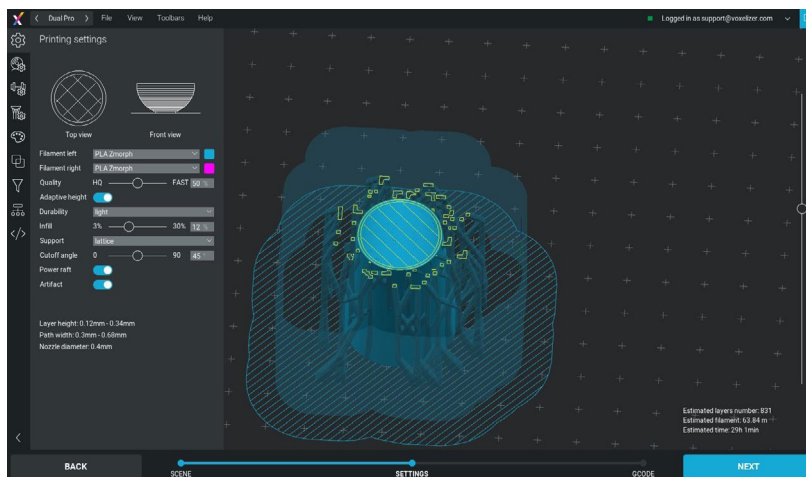 Dual Pro File View Toolbars Help Logged in as support@voxelizer.com
Printing settings
Top view Front view
Filament left PLA Zmorph
Filament right PLA Zmorph
Quality HQ FAST 50 %
Adaptive height
Durability light
Infill 3% 30% 12 %
Support lattice
Cutoff angle 0 90 45 °
Power raft
Artifact
Layer height: 0.12mm - 0.34mm
Path width: 0.3mm - 0.68mm
Nozzle diameter: 0.4mm
Estimated layers number: 831
Estimated filament: 63.84 m
Estimated time: 29h 1min
BACK SCENE SETTINGS GCODE NEXT